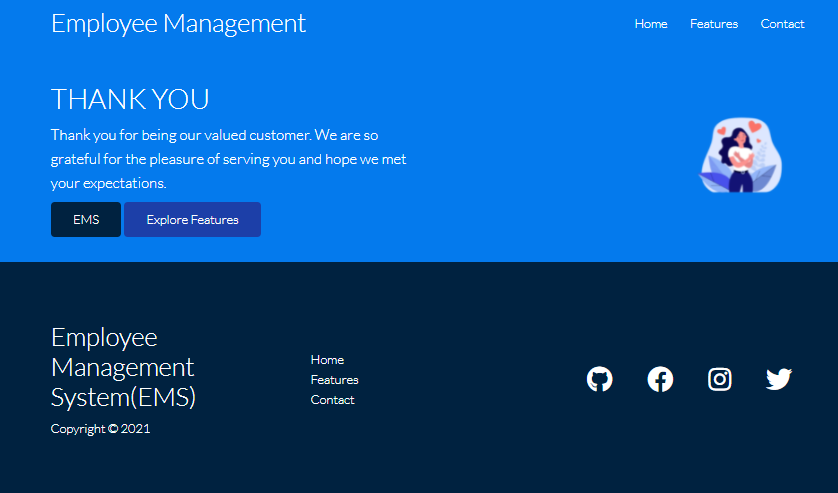 Employee Management
Home Features Contact
THANK YOU
Thank you for being our valued customer. We are so
grateful for the pleasure of serving you and hope we met
your expectations.
EMS
Explore Features
Employee
Management
System(EMS)
Copyright © 2021
Home
Features
Contact